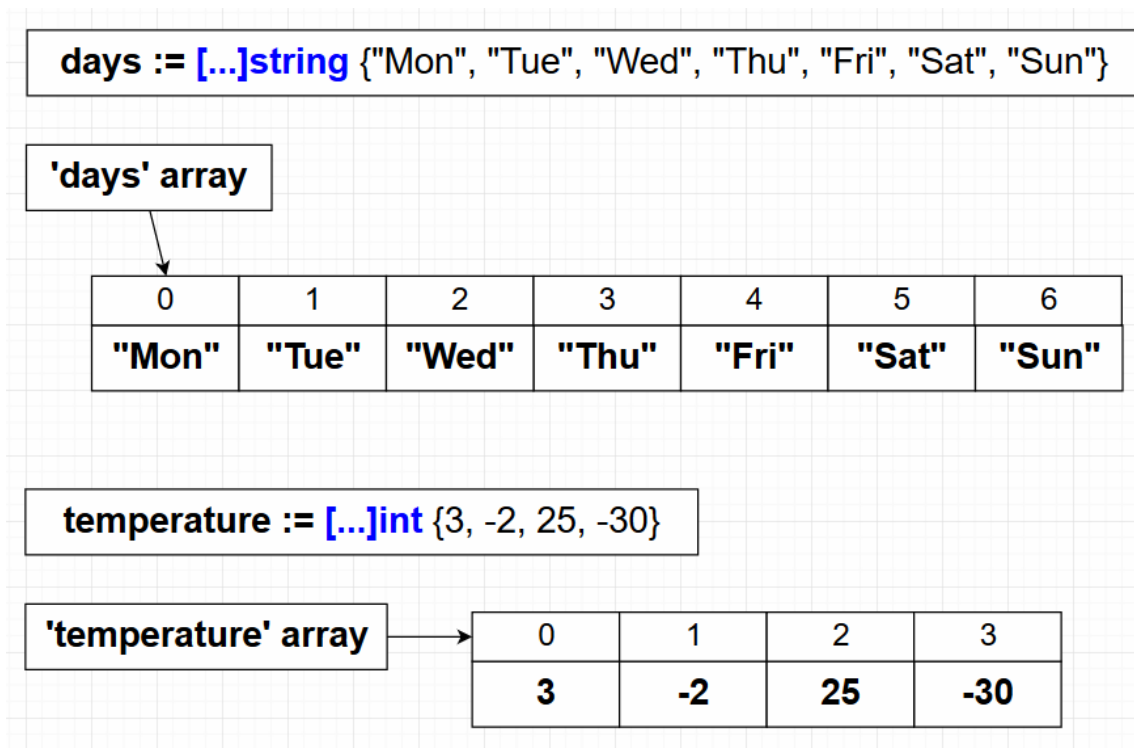 days := [...]string {"Mon", "Tue", "Wed", "Thu", "Fri", "Sat", "Sun"}
'days' array
0 1 2 3 4 5 6
"Mon" "Tue" "Wed" "Thu" "Fri" "Sat" "Sun"
temperature := [...]int {3, -2, 25, -30}
'temperature' array
0 1 2 3
3 -2 25 -30